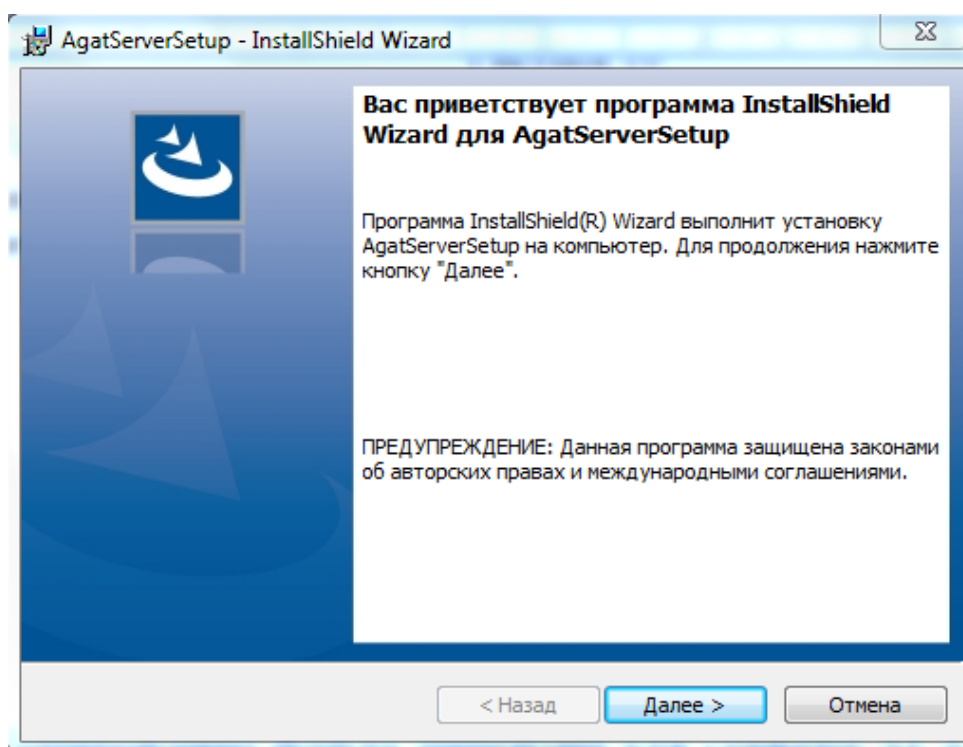 AgatServerSetup - InstallShield Wizard
Вас приветствует программа InstallShield
Wizard для AgatServerSetup
Программа InstallShield(R) Wizard выполнит установку
AgatServerSetup на компьютер. Для продолжения нажмите
кнопку "Далее".
ПРЕДУПРЕЖДЕНИЕ: Данная программа защищена законами
об авторских правах и международными соглашениями.
< Назад
Далее >
Отмена